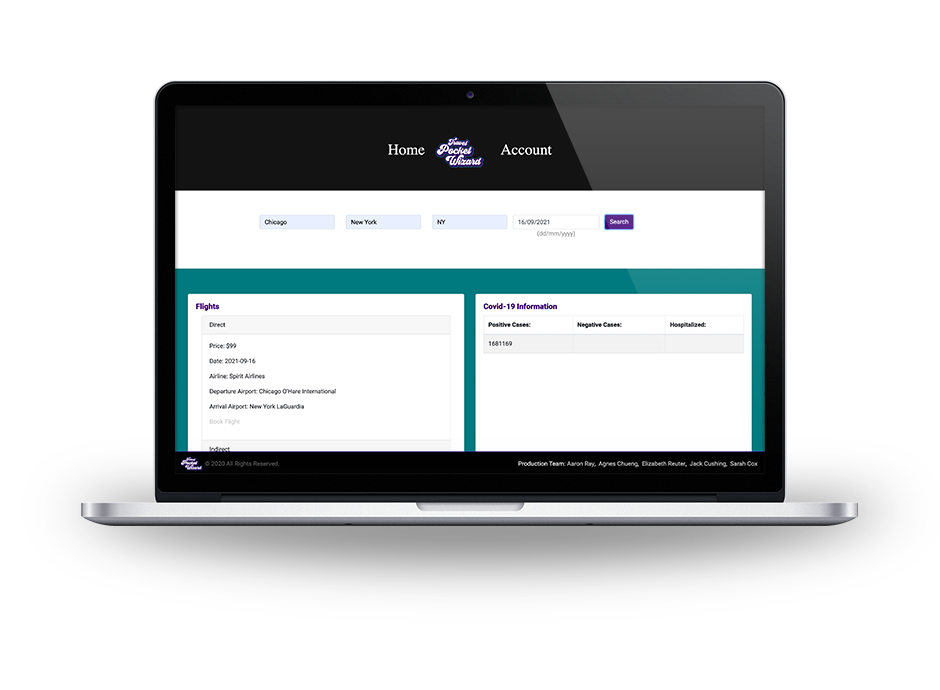 Home
Travel
Pocket
Wizard
Account
Chicago
New York
NY
16/09/2021
Search
(dd/mm/yyyy)
Flights
Direct
Price: $99
Date: 2021-09-16
Airline: Spirit Airlines
Departure Airport: Chicago O'Hare International
Arrival Airport: New York LaGuardia
Book Flight
Indirect
Covid-19 Information
Positive Cases: Negative Cases: Hospitalized:
1681169
Travel
Pocket
Wizard
© 2020 All Rights Reserved.
Production Team: Aaron Ray, Agnes Chueng, Elizabeth Reuter, Jack Cushing, Sarah Cox